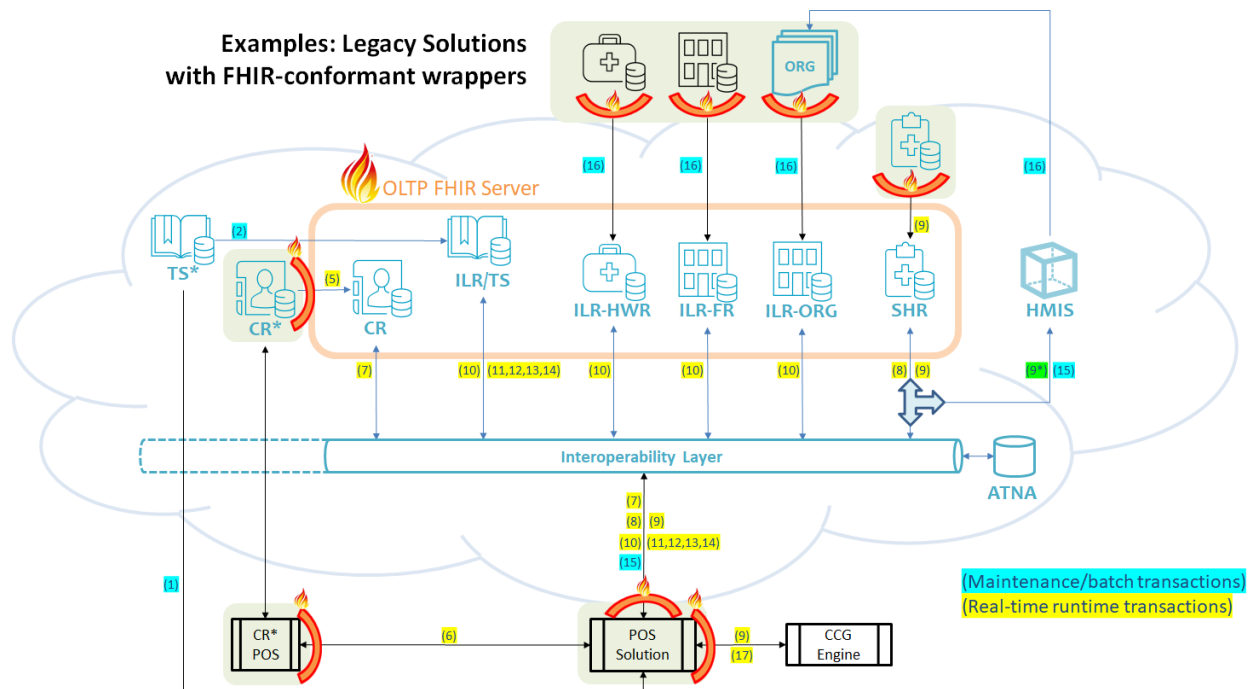 Examples: Legacy Solutions
with FHIR-conformant wrappers
ORG
(16)
(16)
(16)
(16)
OLTP FHIR Server
(2)
(9)
TS*
ILR/TS
(5)
CR*
CR
ILR-HWR
ILR-FR
ILR-ORG
SHR
HMIS
(7)
(10)
(11,12,13,14)
(10)
(10)
(10)
(8)
(9)
(9*)
(15)
Interoperability Layer
ATNA
(7)
(8)
(9)
(10)
(11,12,13,14)
(15)
(1)
(Maintenance/batch transactions)
(Real-time runtime transactions)
CR*
POS
(6)
POS
Solution
(9)
(17)
CCG
Engine